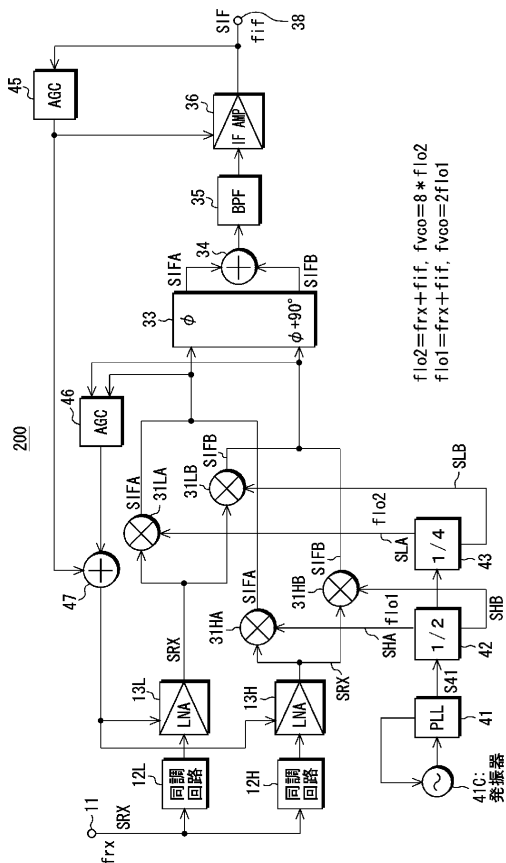 200
11
frx
SRX
12L
同調
回路
13L
LNA
SRX
12H
同調
回路
13H
LNA
SRX
47
46
AGC
45
AGC
SIFA
31LA
SIFB
31LB
SIFA
31HA
SIFB
31HB
33
φ
φ+90°
SIFA
SIFB
34
35
BPF
36
IF AMP
SIF
fif
38
41C:
発振器
PLL
41
S41
1/2
42
SHA
flo1
SHB
1/4
43
SLA
flo2
SLB
flo2=frx+fif, fvco=8*flo2
flo1=frx+fif, fvco=2flo1